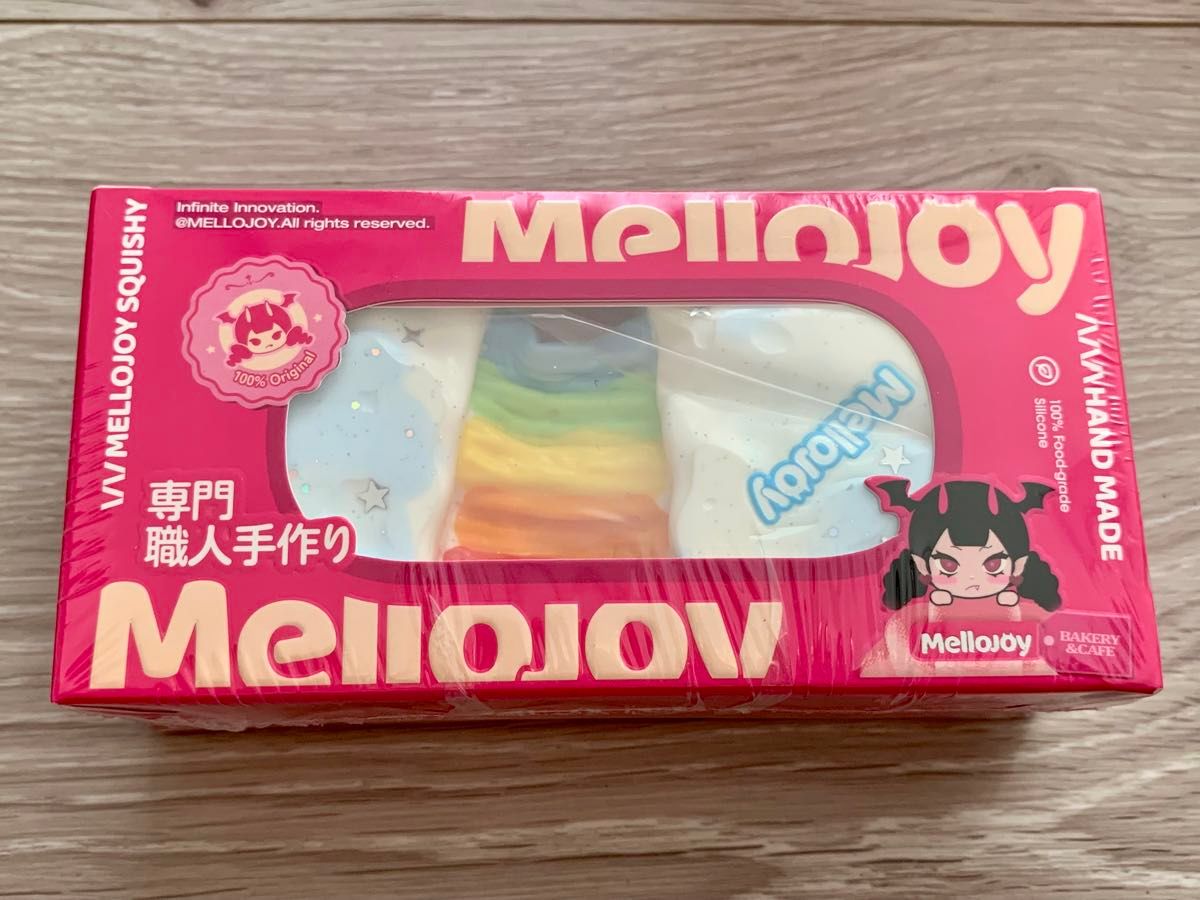 Infinite Innovation.
@MELLOJOY.All rights reserved.
Mellojoy
MELLOJOY SQUISHY
100% Original
Mellojoy
100% Food-grade
Silicone
HAND MADE
専門
職人手作り
Mellojoy
Mellojoy
BAKERY
&CAFE